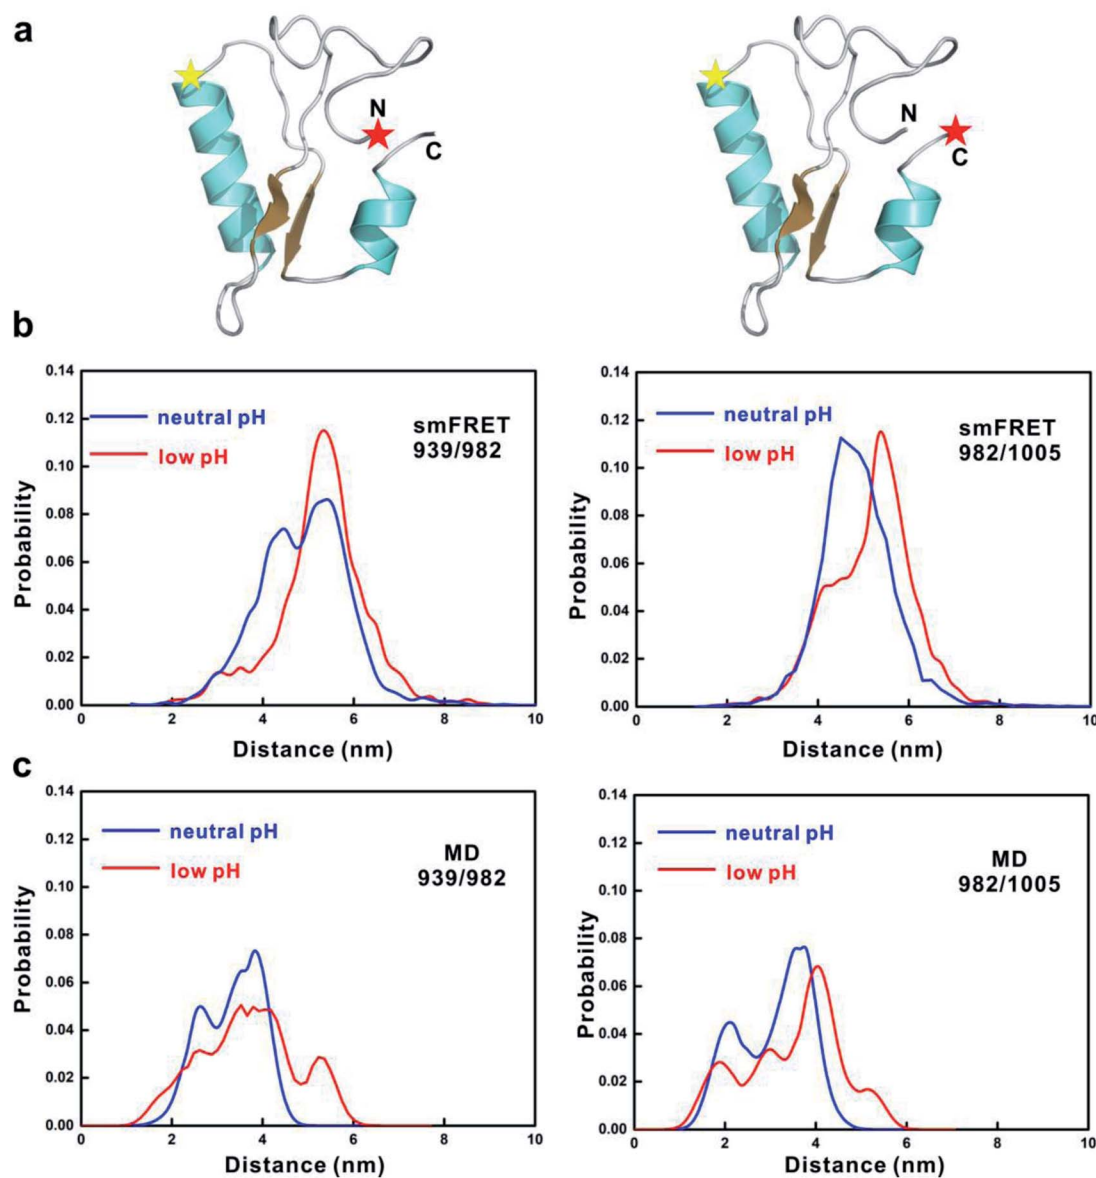 a
N
C
N
C
b
0.14
0.12
0.10
0.08
0.06
0.04
0.02
0.00
Probability
neutral pH
low pH
smFRET
939/982
0 2 4 6 8 10
Distance (nm)
0.14
0.12
0.10
0.08
0.06
0.04
0.02
0.00
Probability
neutral pH
low pH
smFRET
982/1005
0 2 4 6 8 10
Distance (nm)
c
0.14
0.12
0.10
0.08
0.06
0.04
0.02
0.00
Probability
neutral pH
low pH
MD
939/982
0 2 4 6 8 10
Distance (nm)
0.14
0.12
0.10
0.08
0.06
0.04
0.02
0.00
Probability
neutral pH
low pH
MD
982/1005
0 2 4 6 8 10
Distance (nm)